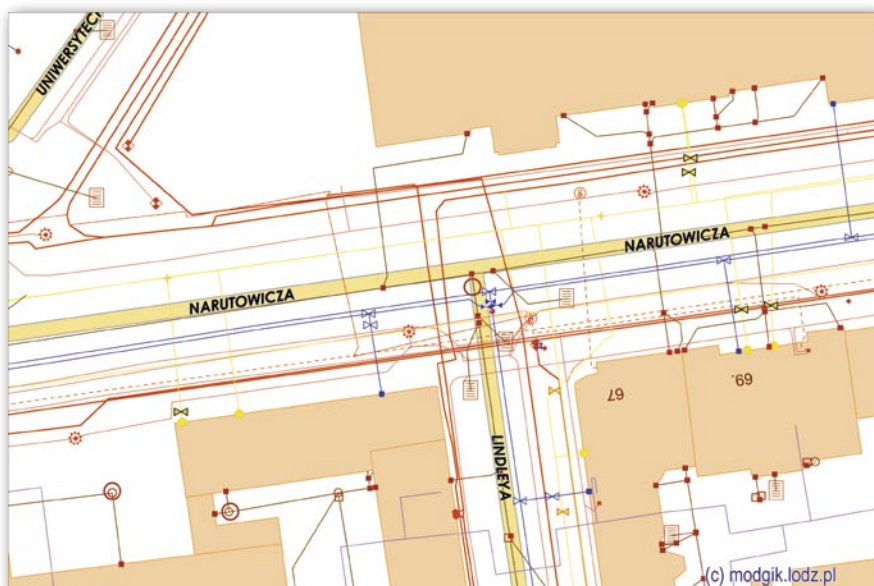 UNIWERSYTECK
NARUTOWICZA
NARUTOWICZA
LINDLEYA
67
69.
(c) modgik.lodz.pl